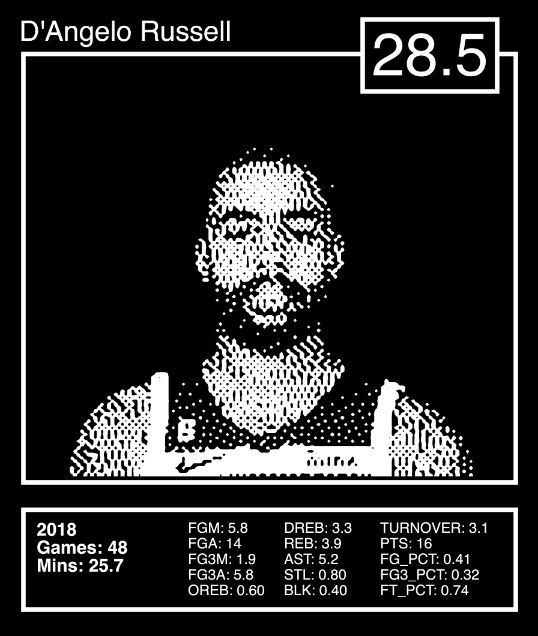 D'Angelo Russell
28.5
2018
Games: 48
Mins: 25.7
FGM: 5.8
FGA: 14
FG3M: 1.9
FG3A: 5.8
OREB: 0.60
DREB: 3.3
REB: 3.9
AST: 5.2
STL: 0.80
BLK: 0.40
TURNOVER: 3.1
PTS: 16
FG_PCT: 0.41
FG3_PCT: 0.32
FT_PCT: 0.74